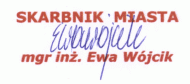 SKARBNIK MIASTA
mgr inż. Ewa Wójcik